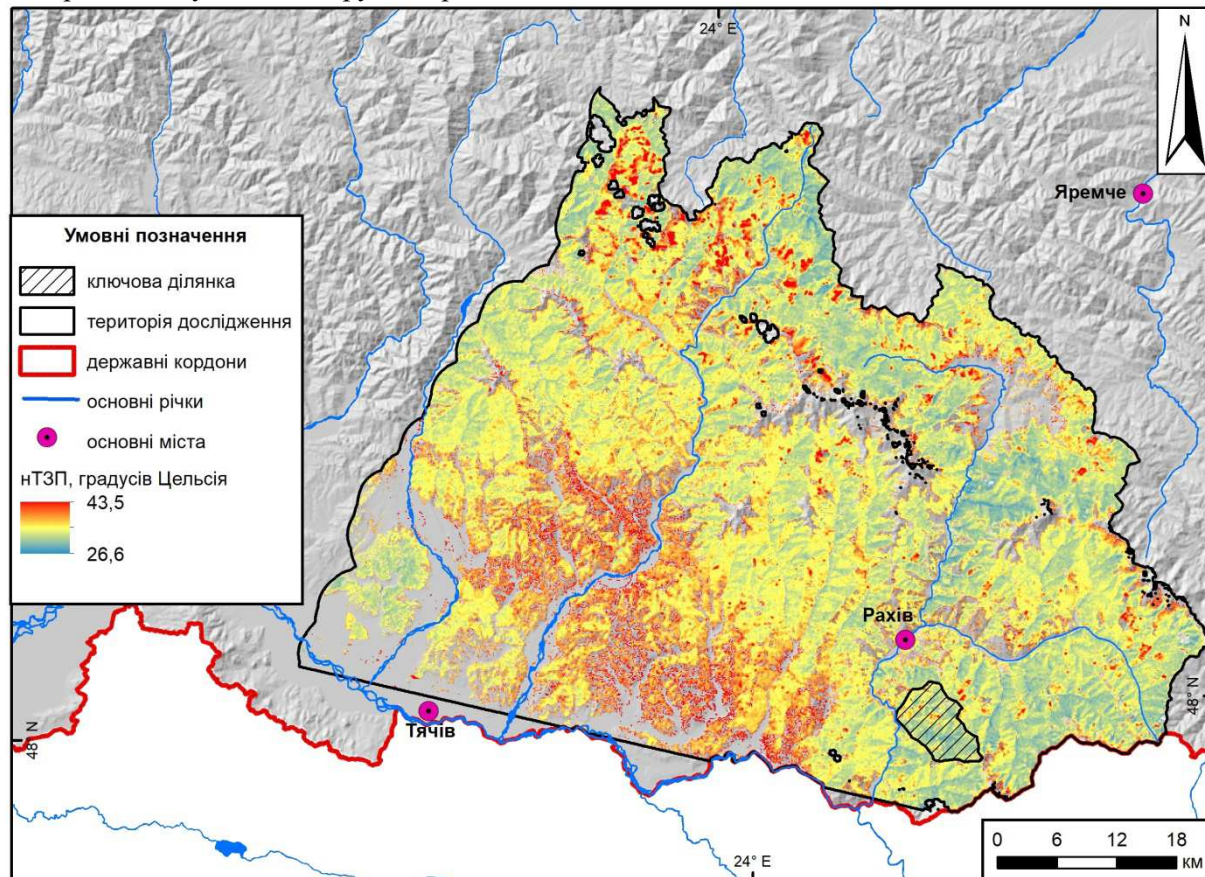 24° E
N
Яремче
Умовні позначення
ключова ділянка
територія дослідження
державні кордони
основні річки
основні міста
нТЗП, градусів Цельсія
43,5
26,6
Рахів
48° N
Тячів
48° N
0 6 12 18
км
24° E